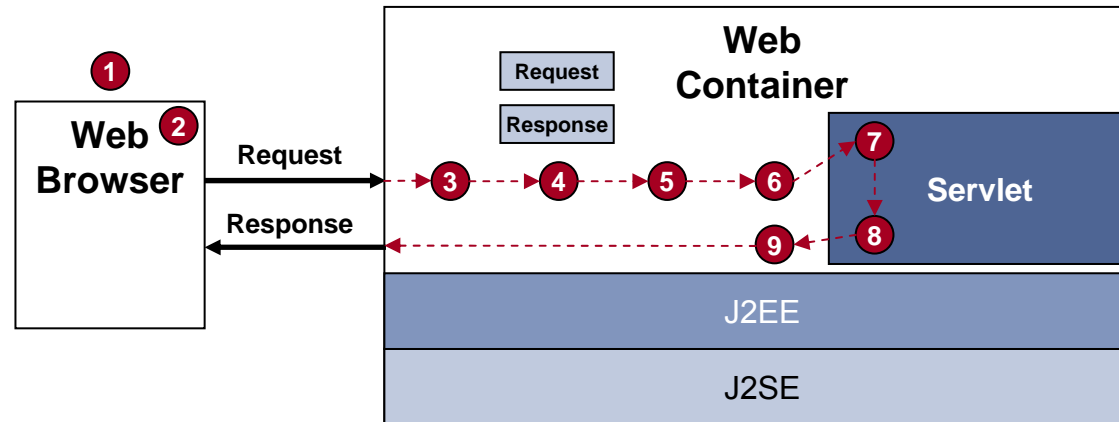 1
Web
Browser
2
Request
Response
Web
Container
Request
Response
3
4
5
6
7
8
9
Servlet
J2EE
J2SE